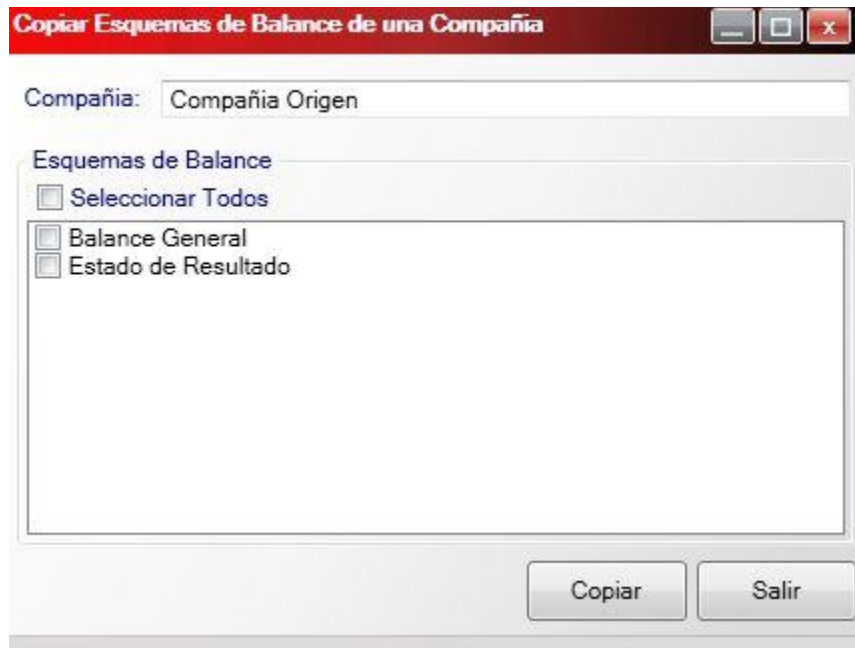 Copiar Esquemas de Balance de una Compañia
Compañia: Compañia Origen
Esquemas de Balance
Seleccionar Todos
Balance General
Estado de Resultado
Copiar Salir